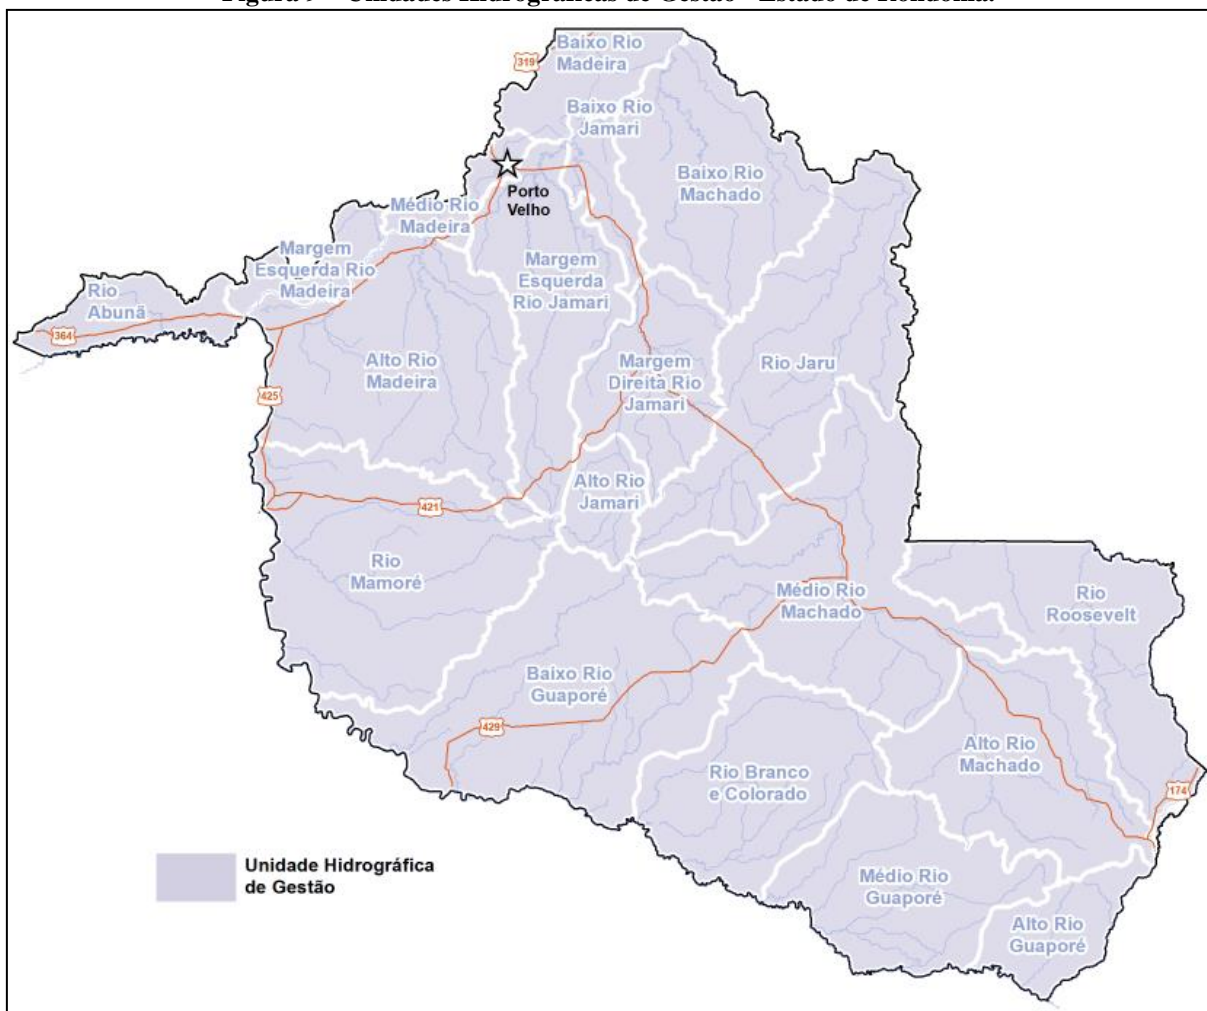 Baixo Rio
Madeira
319
Baixo Rio
Jamari
Baixo Rio
Machado
Porto
Velho
Médio Rio
Madeira
Margem
Esquerda Rio
Madeira
Margem
Esquerda
Rio Jamari
Rio
Abunã
364
Alto Rio
Madeira
Margem
Direita Rio
Jamari
Rio Jaru
425
Alto Rio
Jamari
421
Rio
Mamoré
Médio Rio
Machado
Rio
Roosevelt
Baixo Rio
Guaporé
429
Alto Rio
Machado
Rio Branco
e Colorado
174
Unidade Hidrográfica
de Gestão
Médio Rio
Guaporé
Alto Rio
Guaporé